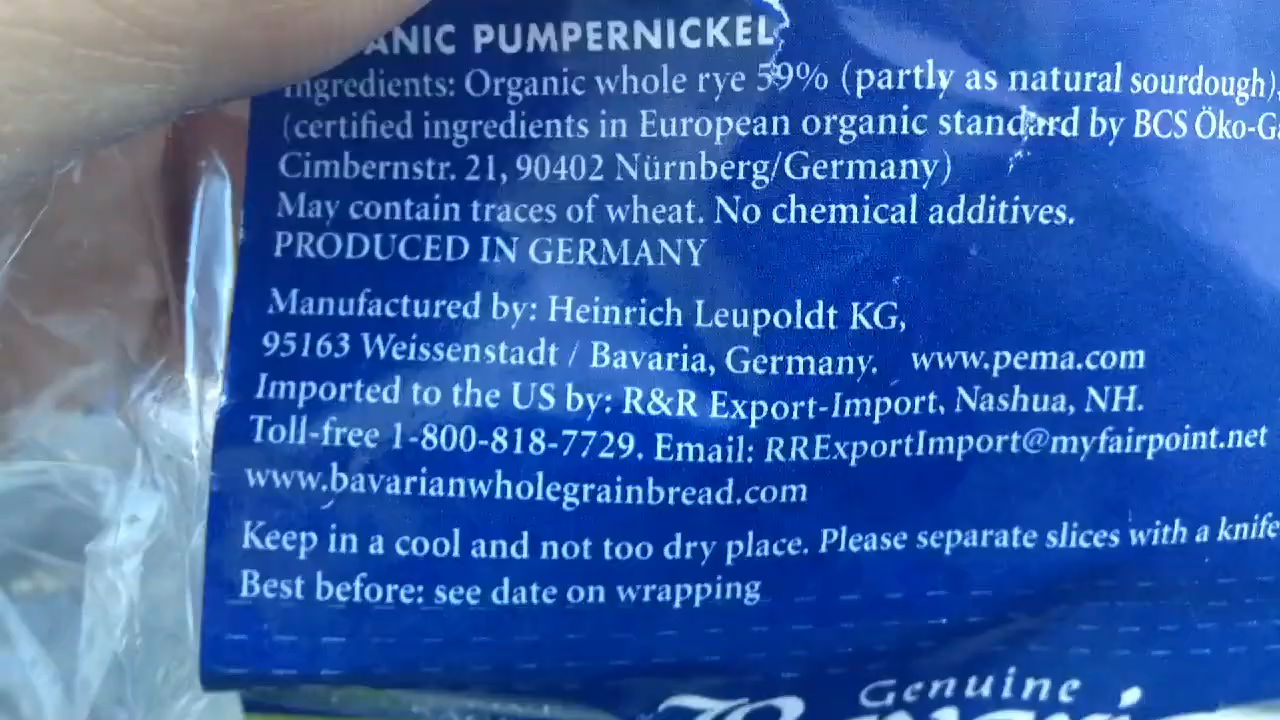 ANIC PUMPERNICKEL
Ingredients: Organic whole rye 59% (partly as natural sourdough),
(certified ingredients in European organic standard by BCS Öko-G
Cimbernstr. 21, 90402 Nürnberg/Germany)
May contain traces of wheat. No chemical additives.
PRODUCED IN GERMANY
Manufactured by: Heinrich Leupoldt KG,
95163 Weissenstadt / Bavaria, Germany. www.pema.com
Imported to the US by: R&R Export-Import, Nashua, NH.
Toll-free 1-800-818-7729. Email: RRExportImport@myfairpoint.net
www.bavarianwholegrainbread.com
Keep in a cool and not too dry place. Please separate slices with a knife
Best before: see date on wrapping
Genuine